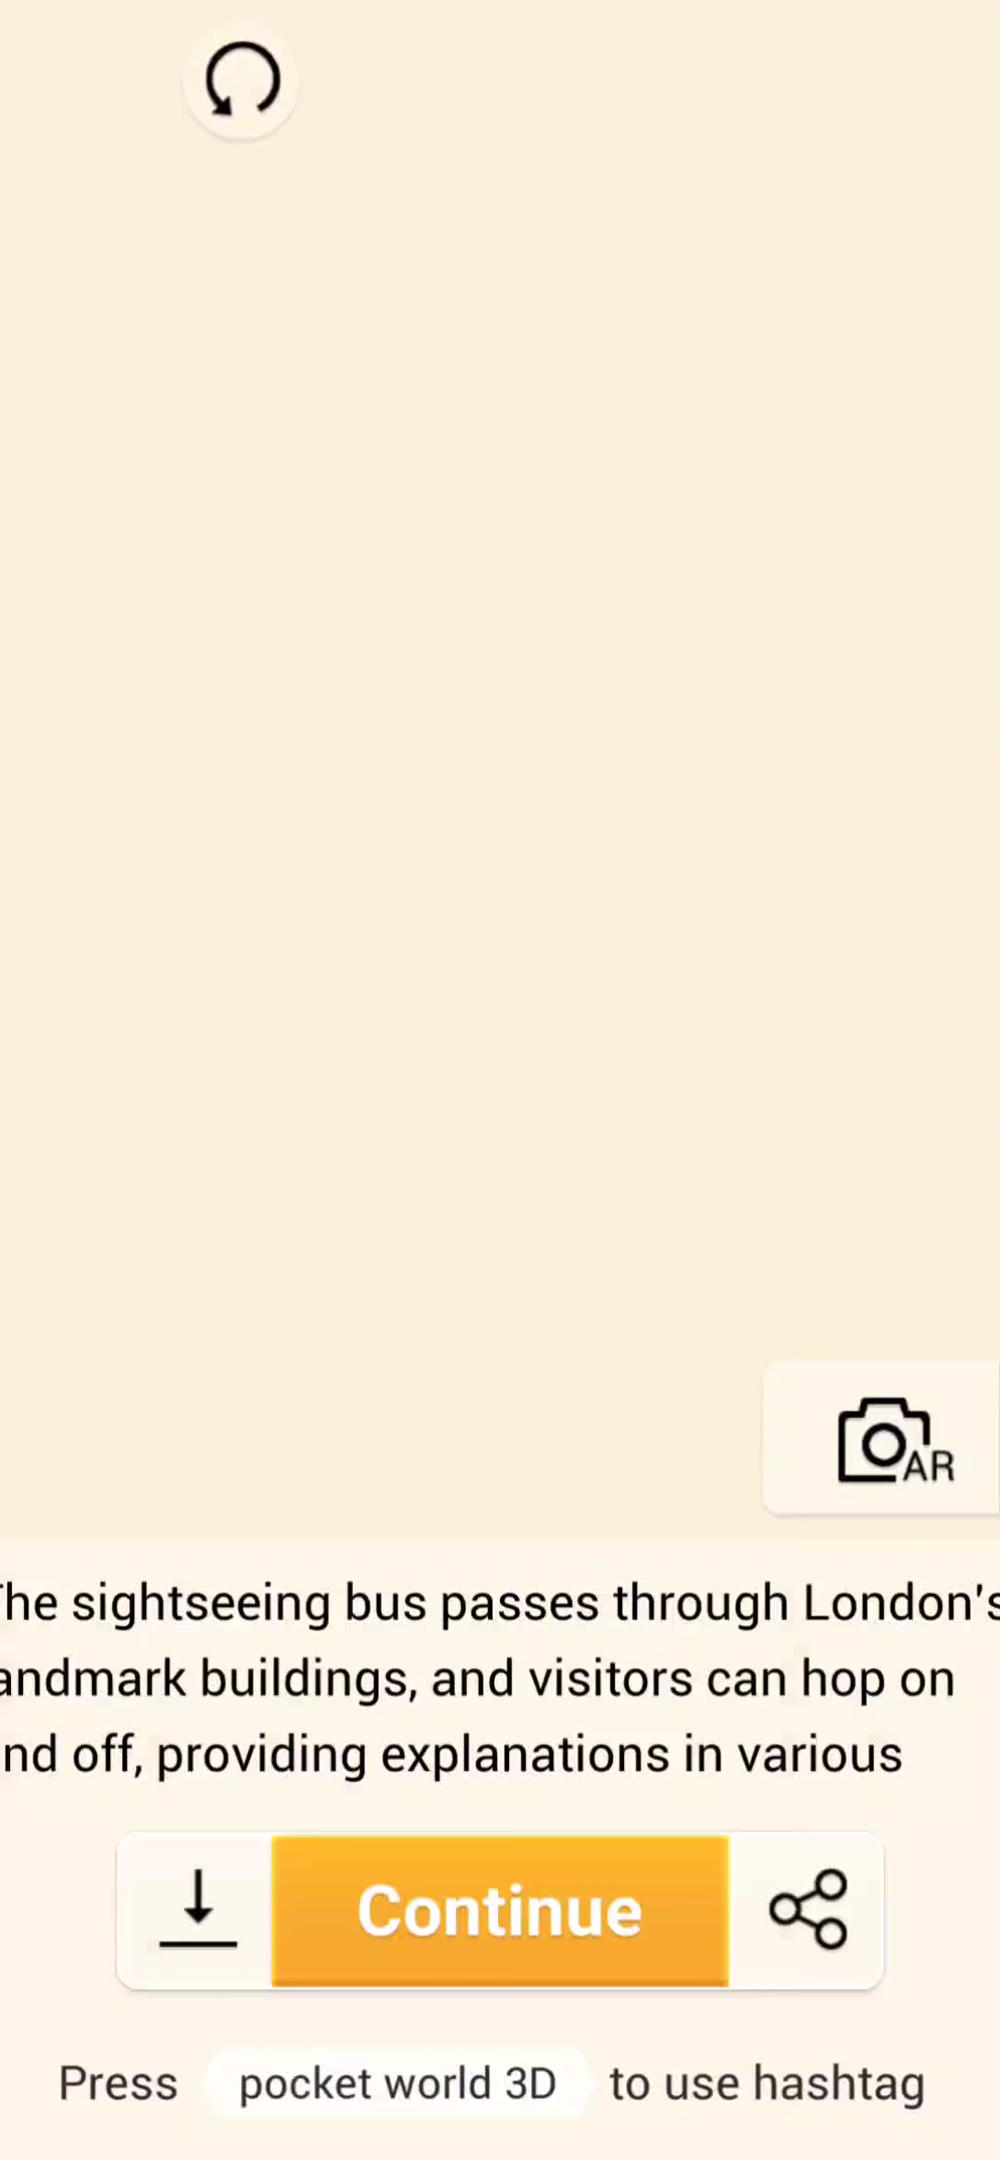 AR
The sightseeing bus passes through London's
andmark buildings, and visitors can hop on
nd off, providing explanations in various
Continue
Press pocket world 3D to use hashtag